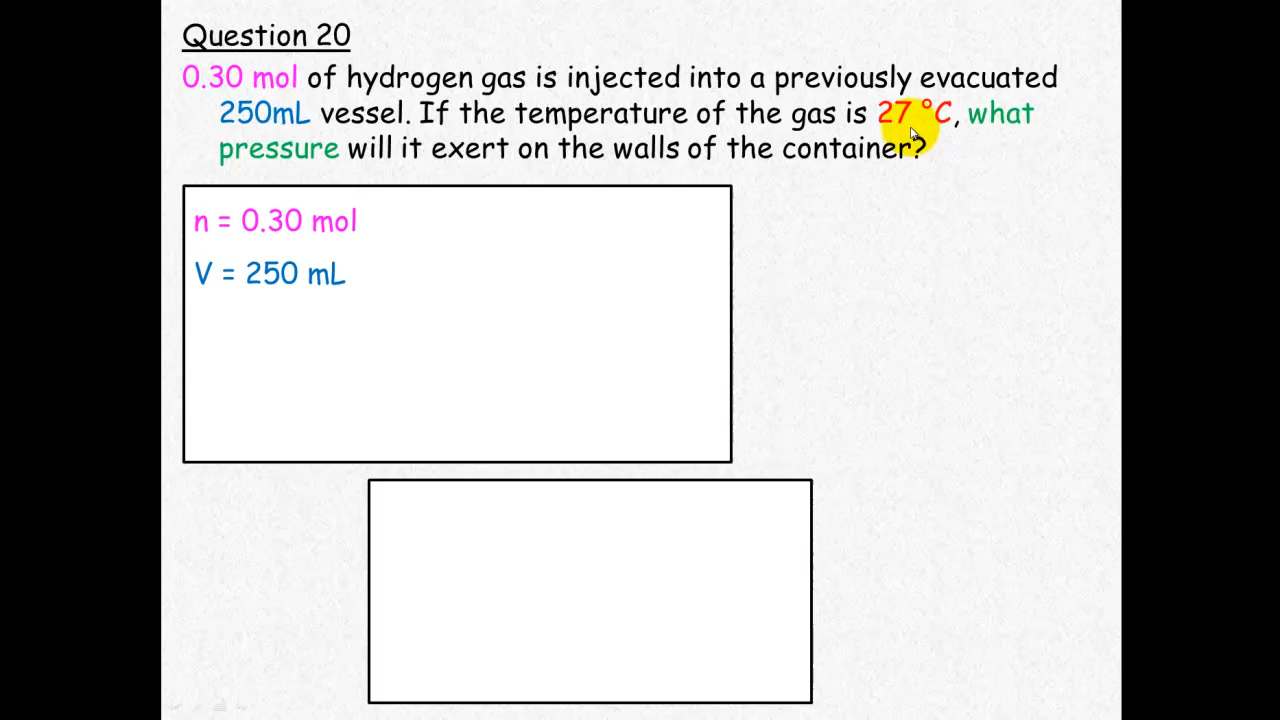 Question 20
0.30 mol of hydrogen gas is injected into a previously evacuated
250mL vessel. If the temperature of the gas is 27 °C, what
pressure will it exert on the walls of the container?
n = 0.30 mol
V = 250 mL